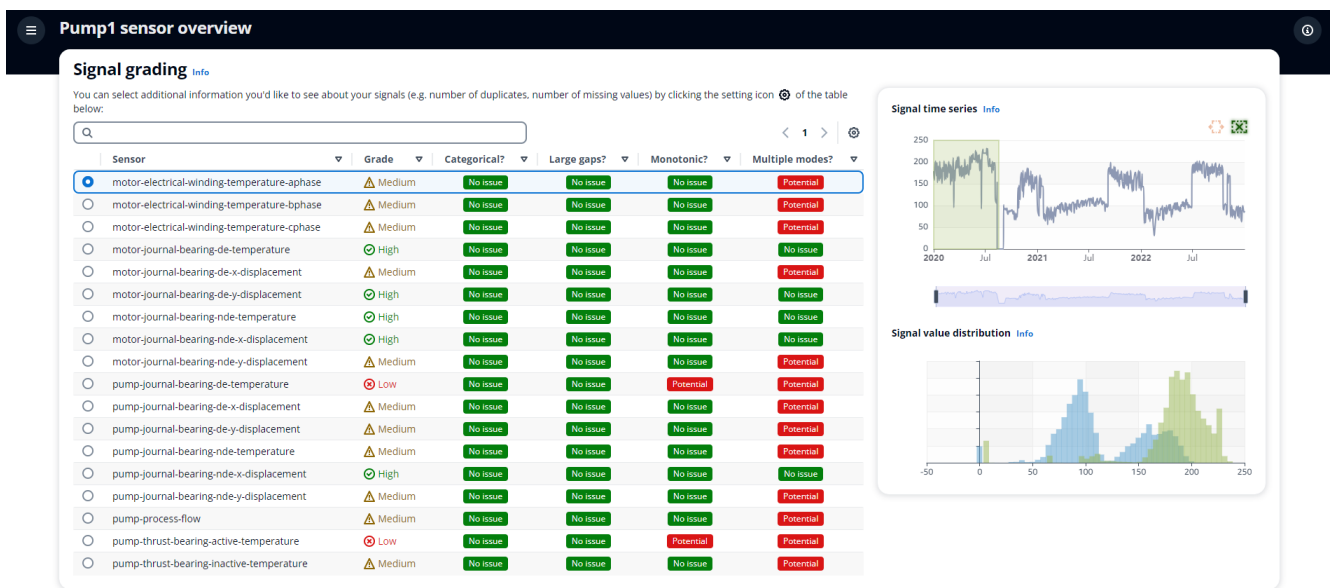 Pump1 sensor overview
Signal grading Info
You can select additional information you'd like to see about your signals (e.g. number of duplicates, number of missing values) by clicking the setting icon of the table
below:
1
Sensor Grade Categorical? Large gaps? Monotonic? Multiple modes?
motor-electrical-winding-temperature-aphase Medium No issue No issue No issue Potential
motor-electrical-winding-temperature-bphase Medium No issue No issue No issue Potential
motor-electrical-winding-temperature-cphase Medium No issue No issue No issue Potential
motor-journal-bearing-de-temperature High No issue No issue No issue No issue
motor-journal-bearing-de-x-displacement Medium No issue No issue No issue Potential
motor-journal-bearing-de-y-displacement High No issue No issue No issue No issue
motor-journal-bearing-nde-temperature High No issue No issue No issue No issue
motor-journal-bearing-nde-x-displacement High No issue No issue No issue No issue
motor-journal-bearing-nde-y-displacement Medium No issue No issue No issue Potential
pump-journal-bearing-de-temperature Low No issue No issue Potential Potential
pump-journal-bearing-de-x-displacement Medium No issue No issue No issue Potential
pump-journal-bearing-de-y-displacement Medium No issue No issue No issue Potential
pump-journal-bearing-nde-temperature Medium No issue No issue No issue Potential
pump-journal-bearing-nde-x-displacement High No issue No issue No issue No issue
pump-journal-bearing-nde-y-displacement Medium No issue No issue No issue Potential
pump-process-flow Medium No issue No issue No issue Potential
pump-thrust-bearing-active-temperature Low No issue No issue Potential Potential
pump-thrust-bearing-inactive-temperature Medium No issue No issue No issue Potential
Signal time series Info
250
200
150
100
50
0
2020 Jul 2021 Jul 2022 Jul
Signal value distribution Info
-50 0 50 100 150 200 250